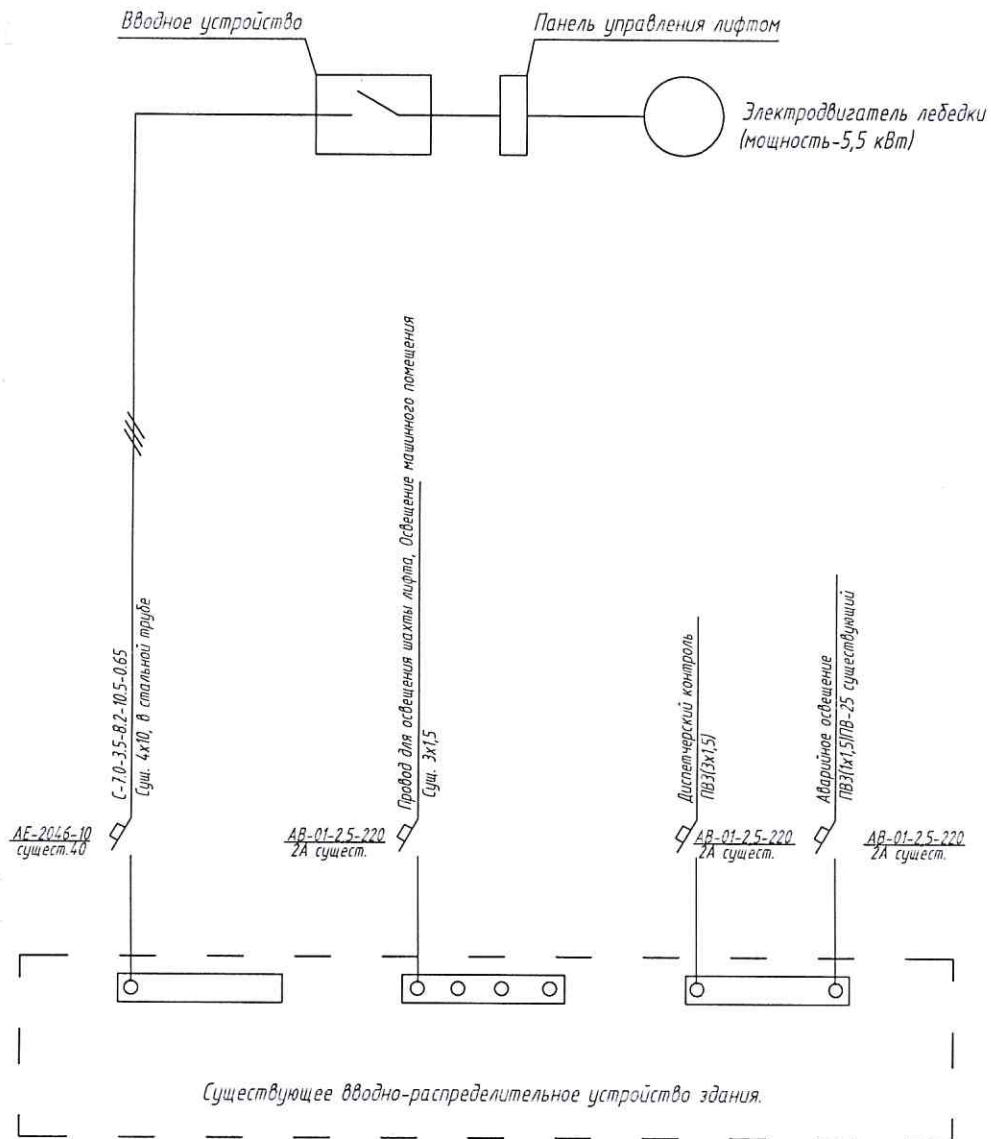 Вводное устройство
Панель управления лифтом
Электродвигатель лебедки
(мощность-5,5 кВт)
С-7.0-3.5-8.2-10.5-0.65
Сущ. 4х10, в стальной трубе
Провод для освещения шахты лифта, Освещение машинного помещения
Сущ. 3х1,5
Диспетчерский контроль
ПВ3(3х1,5)
Аварийное освещение
ПВ3(1х1,5)ПВ-25 существующий
АЕ-2046-10
сущест.40
АВ-01-2,5-220
2А сущест.
АВ-01-2,5-220
2А сущест.
АВ-01-2,5-220
2А сущест.
Существующее вводно-распределительное устройство здания.